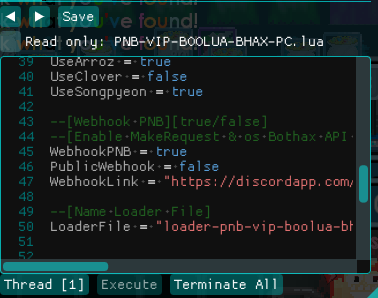 Save
Read only: PNB-VIP-BOOLUA-BHAX-PC.lua
39 UseArroz = true
40 UseClover = false
41 UseSongpyeon = true
42
43 --[Webhook PNB][true/false]
44 --[Enable MakeRequest & os Bothax API
45 WebhookPNB = true
46 PublicWebhook = false
47 WebhookLink = "https://discordapp.com/
48
49 --[Name Loader File]
50 LoaderFile = "loader-pnb-vip-boolua-bh
51
52
Thread [1] Execute Terminate All